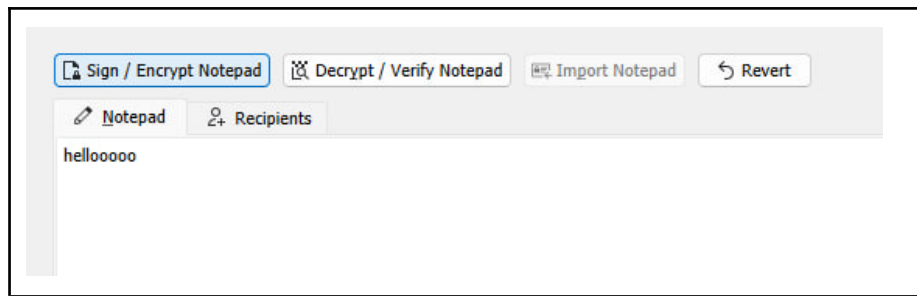 Sign / Encrypt Notepad Decrypt / Verify Notepad Import Notepad Revert
Notepad Recipients
hellooooo